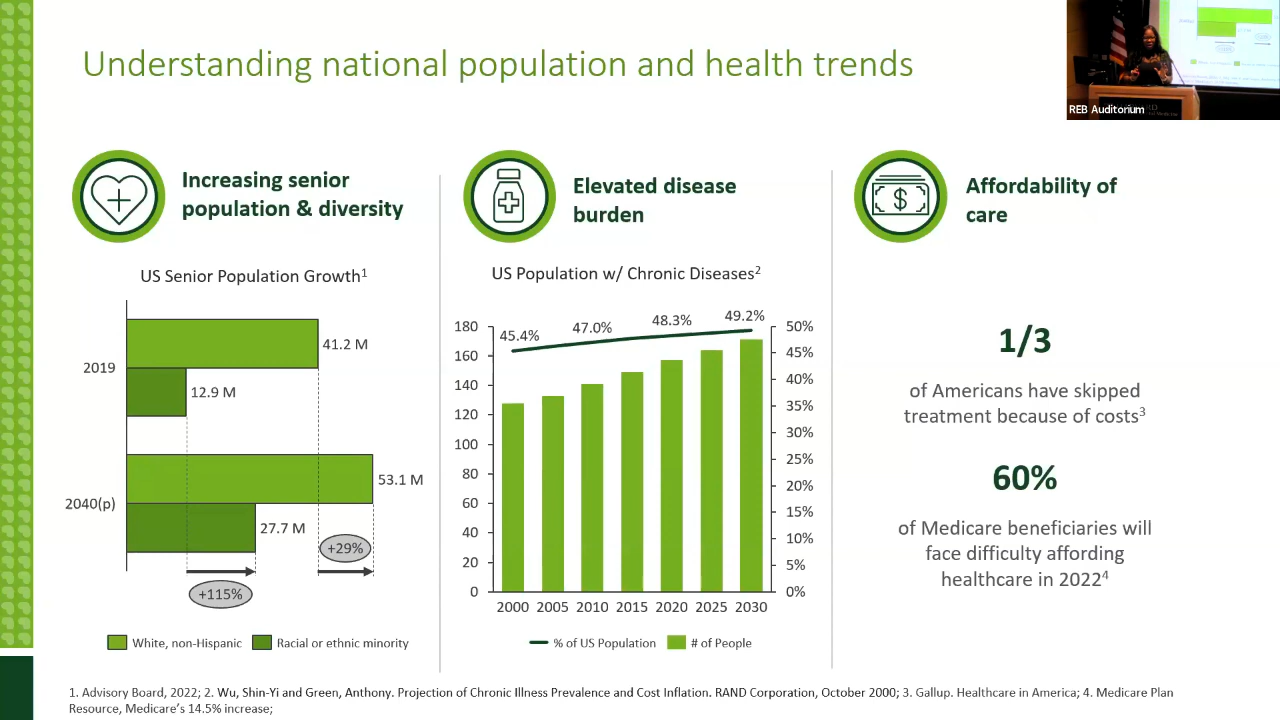 Understanding national population and health trends
REB Auditorium
Increasing senior
population & diversity
US Senior Population Growth1
2019
41.2 M
12.9 M
2040(p)
53.1 M
27.7 M
+29%
+115%
White, non-Hispanic
Racial or ethnic minority
Elevated disease
burden
US Population w/ Chronic Diseases2
180
160
140
120
100
80
60
40
20
0
45.4%
47.0%
48.3%
49.2%
50%
45%
40%
35%
30%
25%
20%
15%
10%
5%
0%
2000 2005 2010 2015 2020 2025 2030
% of US Population
# of People
Affordability of
care
1/3
of Americans have skipped
treatment because of costs3
60%
of Medicare beneficiaries will
face difficulty affording
healthcare in 20224
1. Advisory Board, 2022; 2. Wu, Shin-Yi and Green, Anthony. Projection of Chronic Illness Prevalence and Cost Inflation. RAND Corporation, October 2000; 3. Gallup. Healthcare in America; 4. Medicare Plan
Resource, Medicare's 14.5% increase;